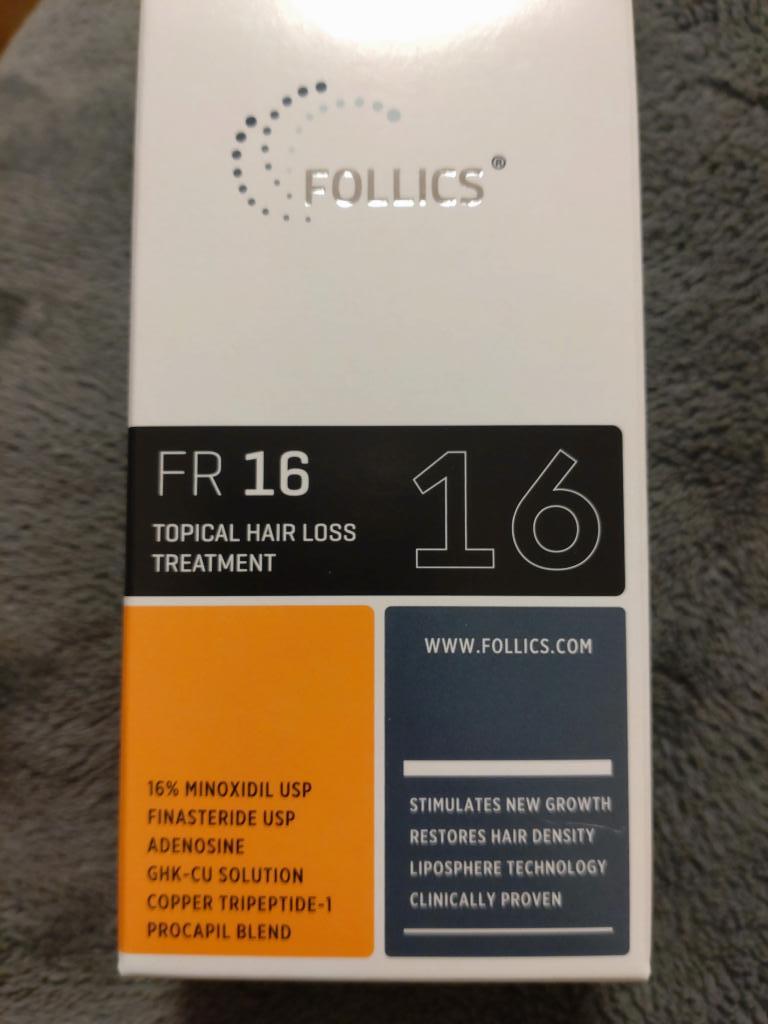 FOLLICS®
FR 16
16
TOPICAL HAIR LOSS
TREATMENT
16% MINOXIDIL USP
FINASTERIDE USP
ADENOSINE
GHK-CU SOLUTION
COPPER TRIPEPTIDE-1
PROCAPIL BLEND
WWW.FOLLICS.COM
STIMULATES NEW GROWTH
RESTORES HAIR DENSITY
LIPOSPHERE TECHNOLOGY
CLINICALLY PROVEN